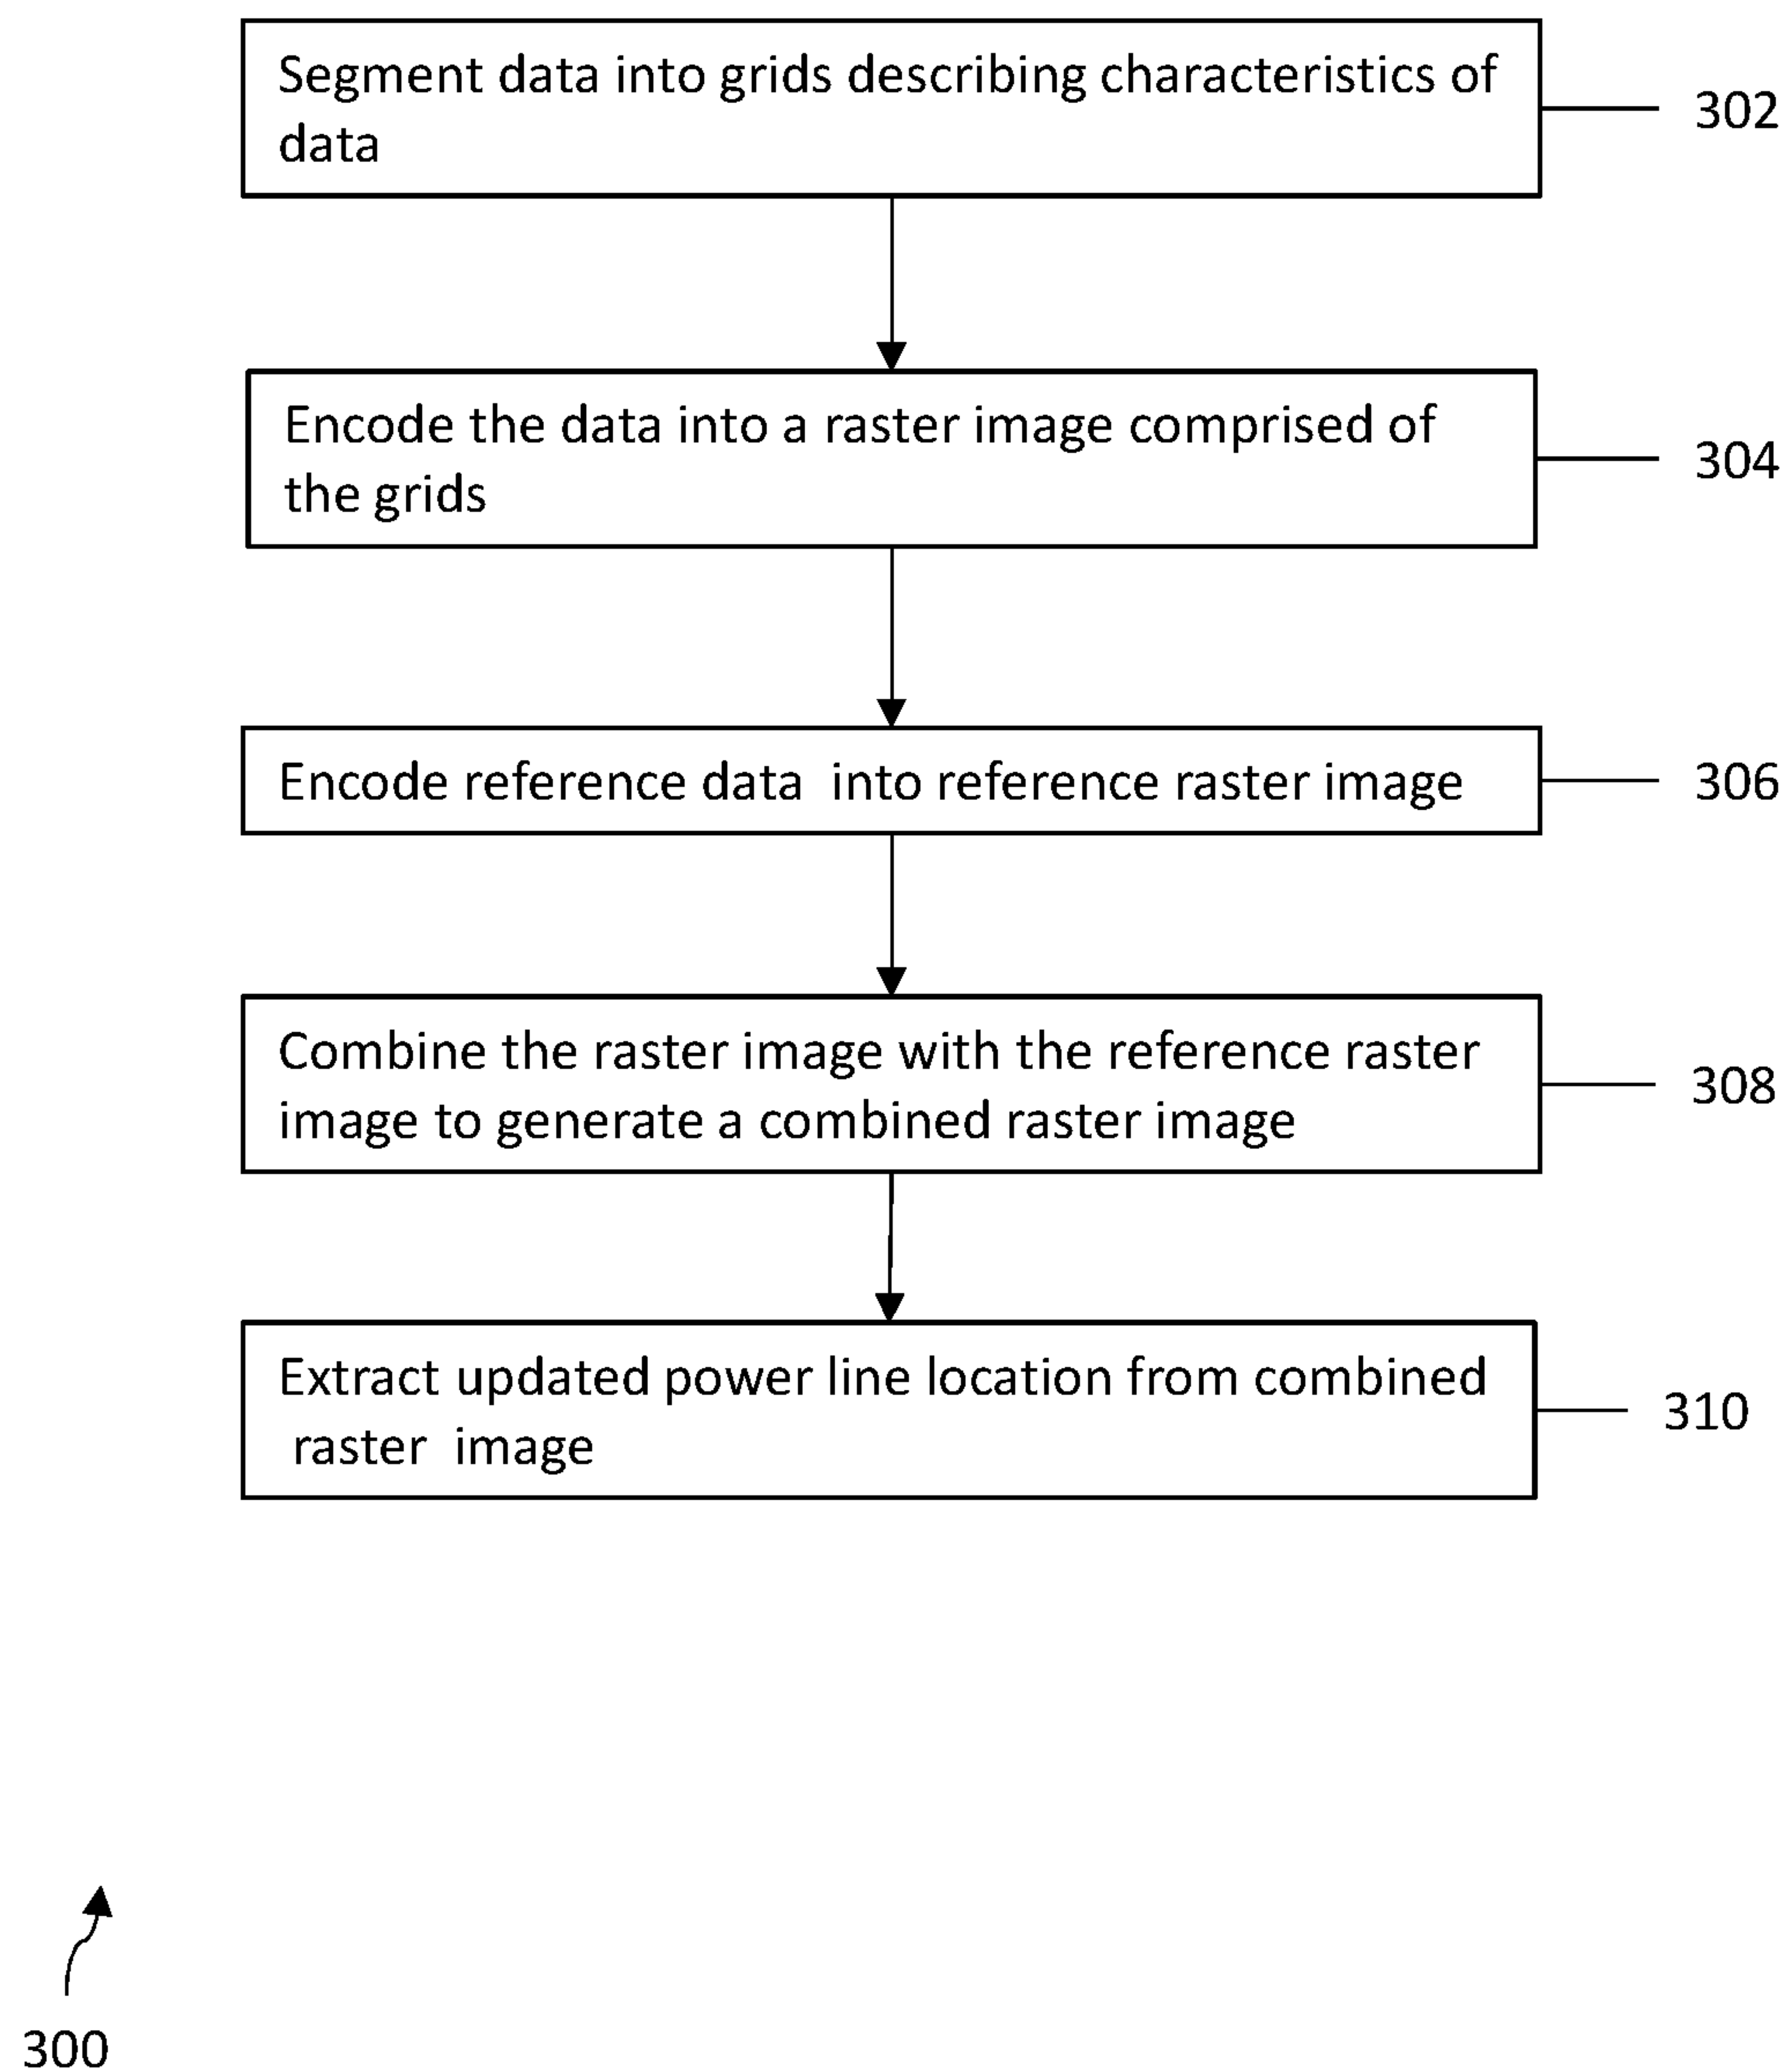 Segment data into grids describing characteristics of
data
302
Encode the data into a raster image comprised of
the grids
304
Encode reference data  into reference raster image
306
Combine the raster image with the reference raster
image to generate a combined raster image
308
Extract updated power line location from combined
raster  image
310
300